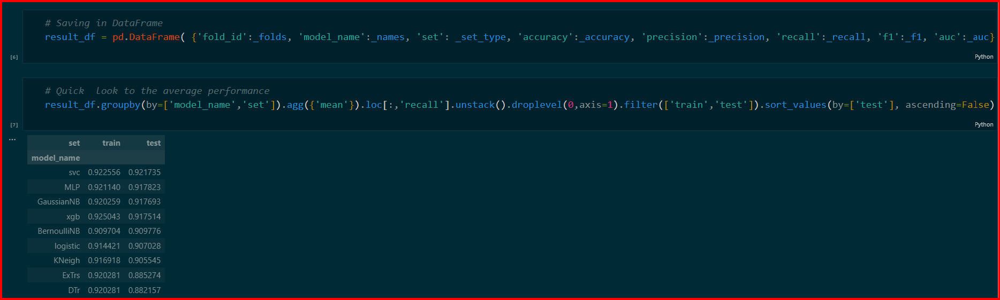 # Saving in DataFrame
result_df = pd.DataFrame( {'fold_id':_folds, 'model_name':_names, 'set': _set_type, 'accuracy':_accuracy, 'precision':_precision, 'recall':_recall, 'f1':_f1, 'auc':_auc}
[6]
Python
# Quick  look to the average performance
result_df.groupby(by=['model_name','set']).agg({'mean'}).loc[:,'recall'].unstack().droplevel(0,axis=1).filter(['train','test']).sort_values(by=['test'], ascending=False)
[7]
Python
...
set train test
model_name
svc 0.922556 0.921735
MLP 0.921140 0.917823
GaussianNB 0.920259 0.917693
xgb 0.925043 0.917514
BernoulliNB 0.909704 0.909776
logistic 0.914421 0.907028
KNeigh 0.916918 0.905545
ExTrs 0.920281 0.885274
DTr 0.920281 0.882157